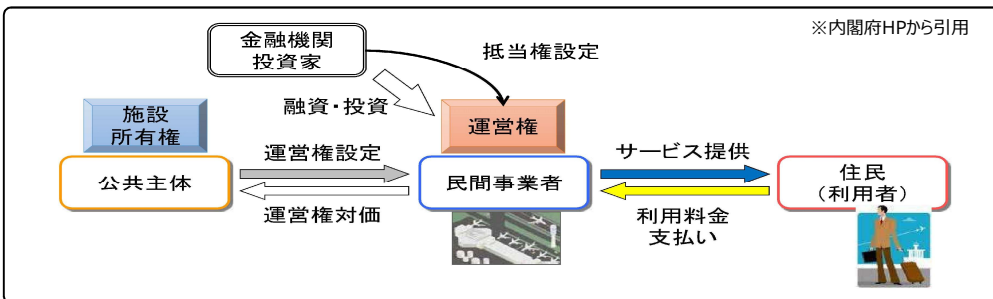 ※内閣府HPから引用
金融機関
投資家
抵当権設定
融資・投資
施設
所有権
運営権
公共主体
運営権設定
運営権対価
民間事業者
サービス提供
利用料金
支払い
住民
（利用者）